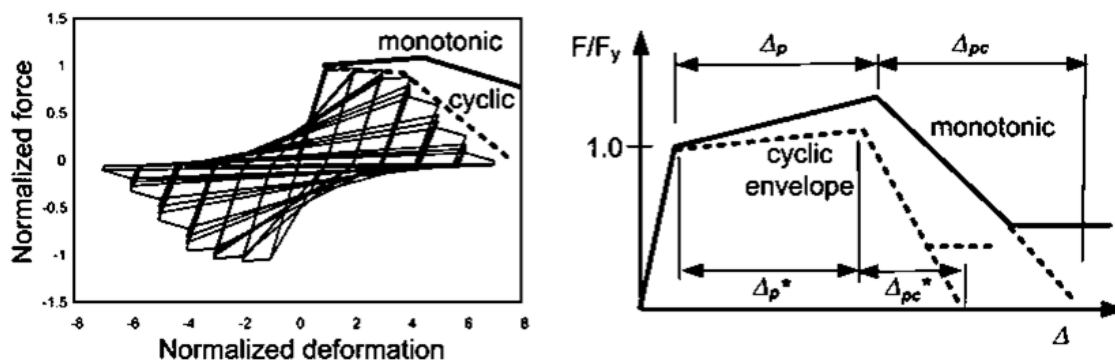 1.5
1
0.5
0
-0.5
-1
-1.5
Normalized force
monotonic
cyclic
-8 -6 -4 -2 0 2 4 6 8
Normalized deformation
F/Fy
Δp Δpc
1.0
monotonic
cyclic
envelope
Δp* Δpc*
Δ